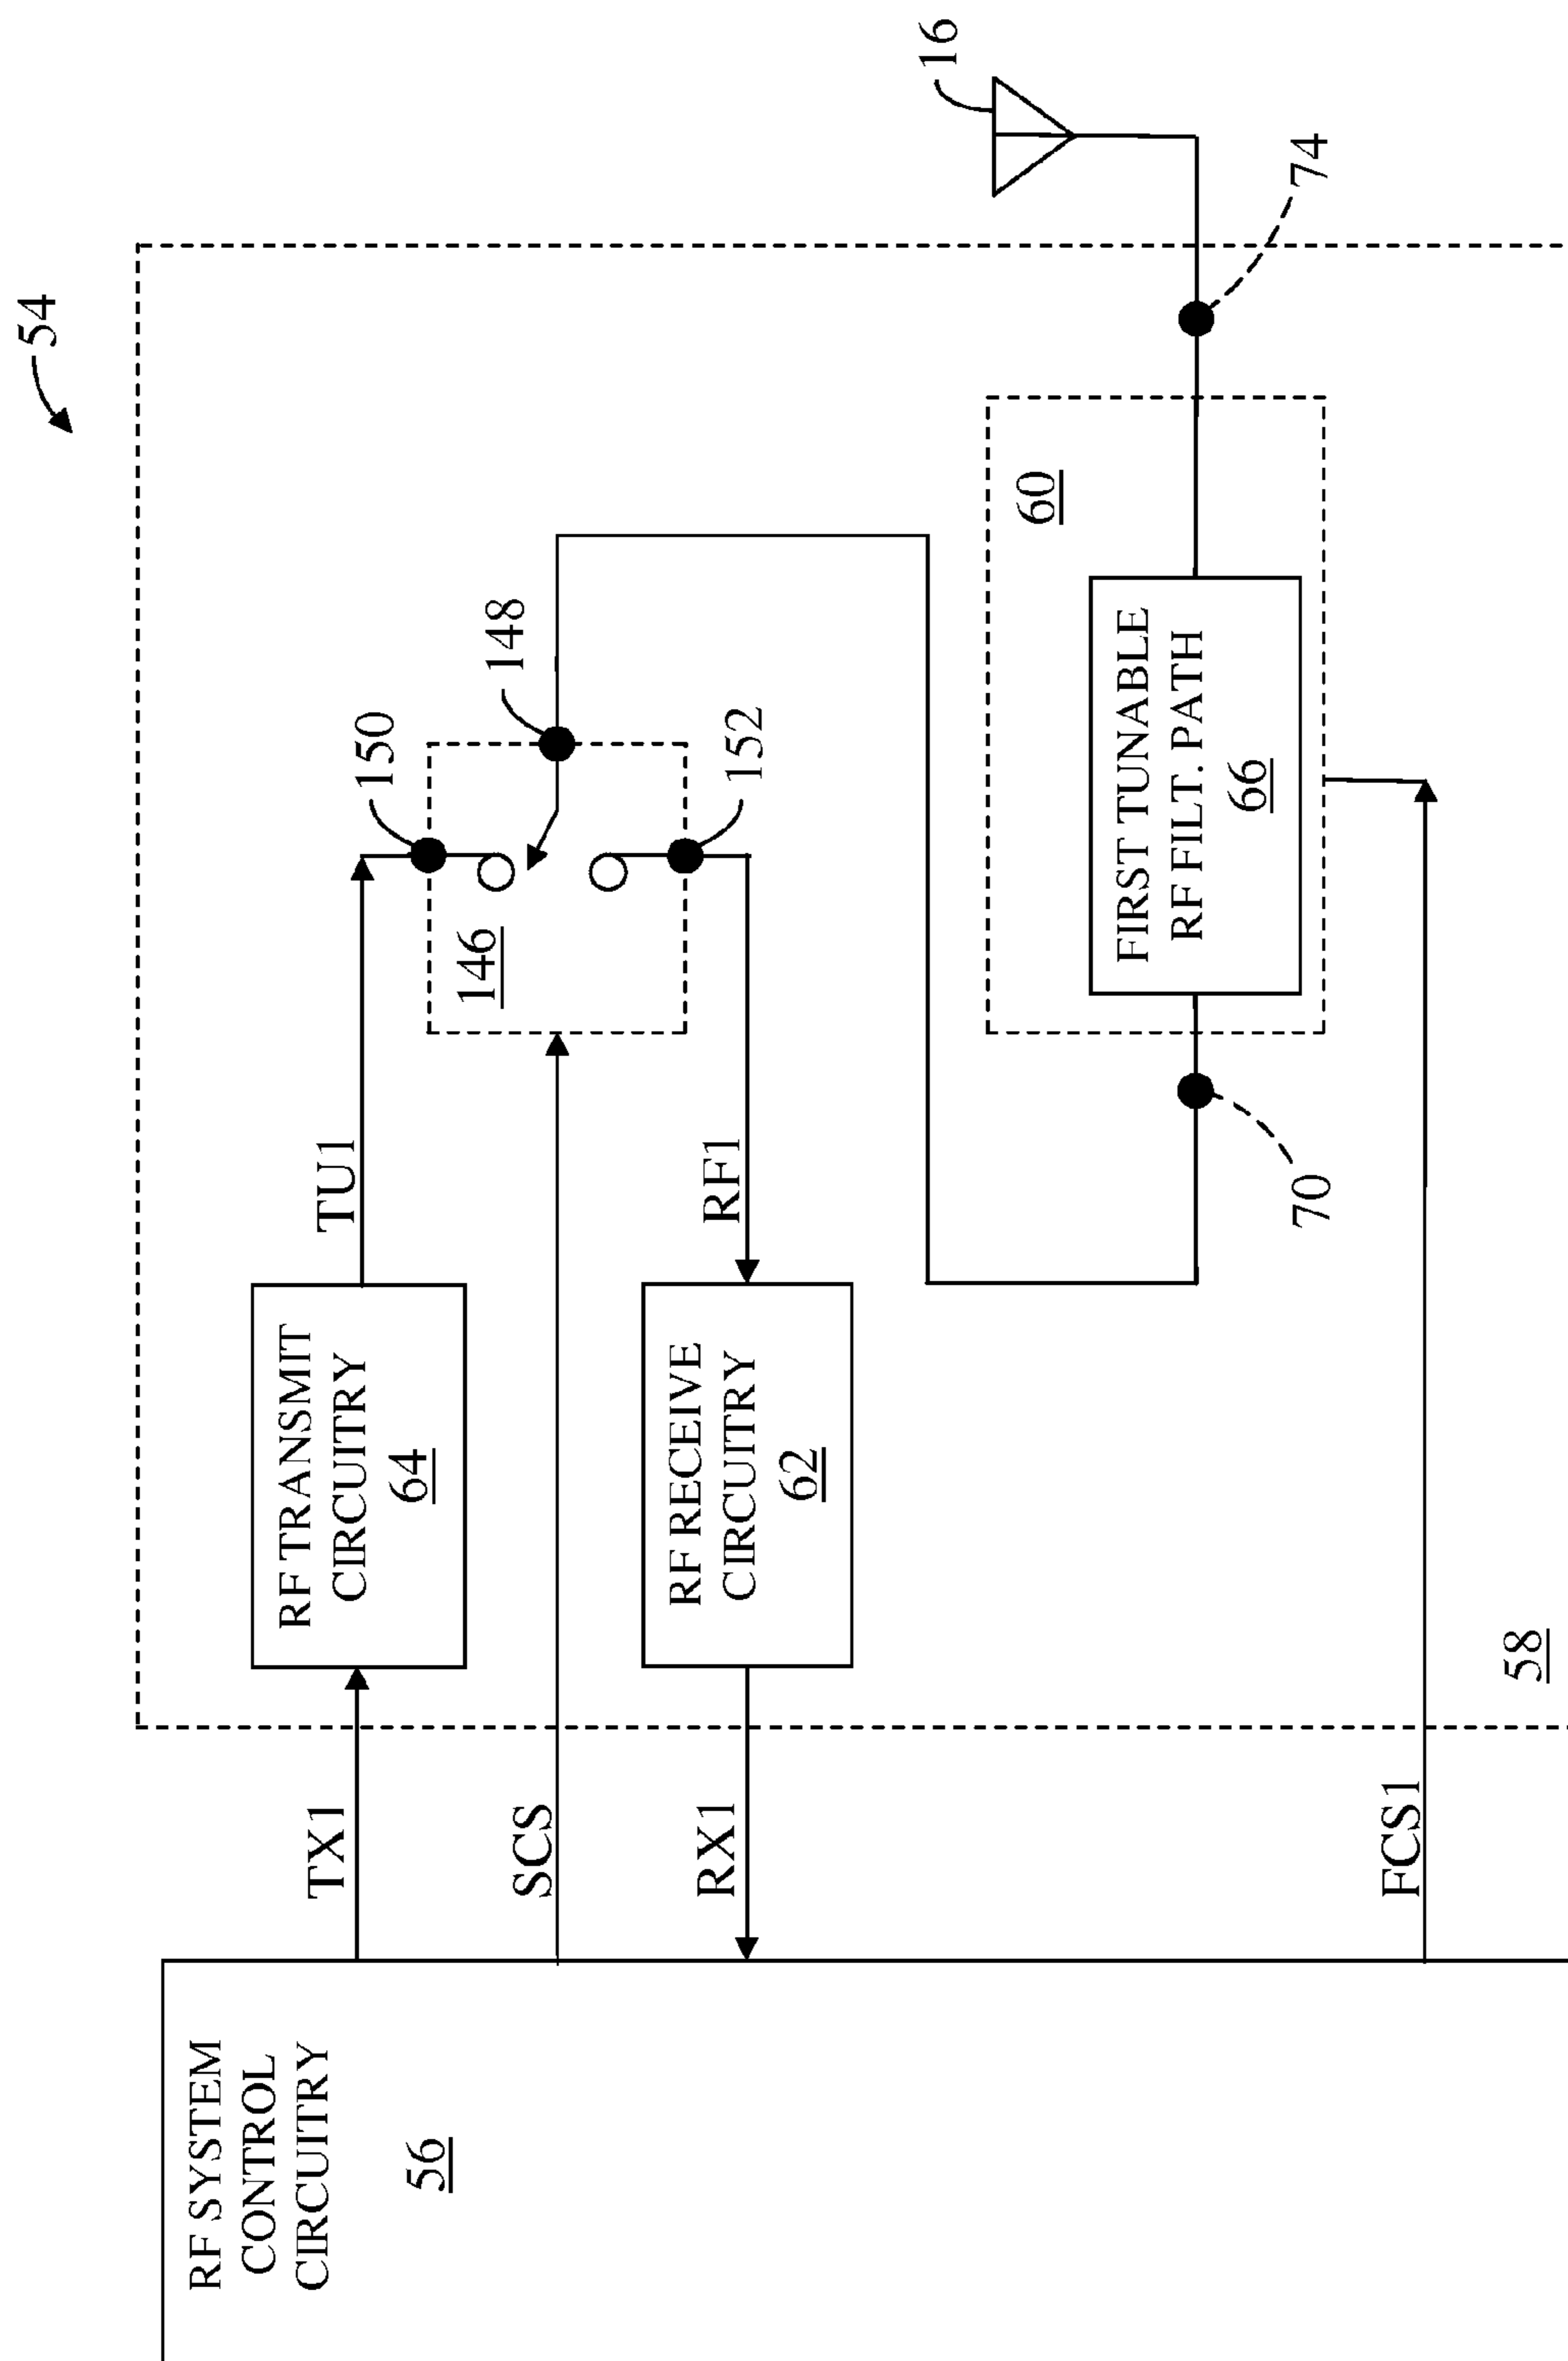 54
RF SYSTEM
CONTROL
CIRCUITRY
56
TX1
RF TRANSMIT
CIRCUITRY
64
TU1
150
SCS
146
148
RX1
RF RECEIVE
CIRCUITRY
62
RF1
152
16
60
FIRST TUNABLE
RF FILT. PATH
66
70
74
FCS1
58